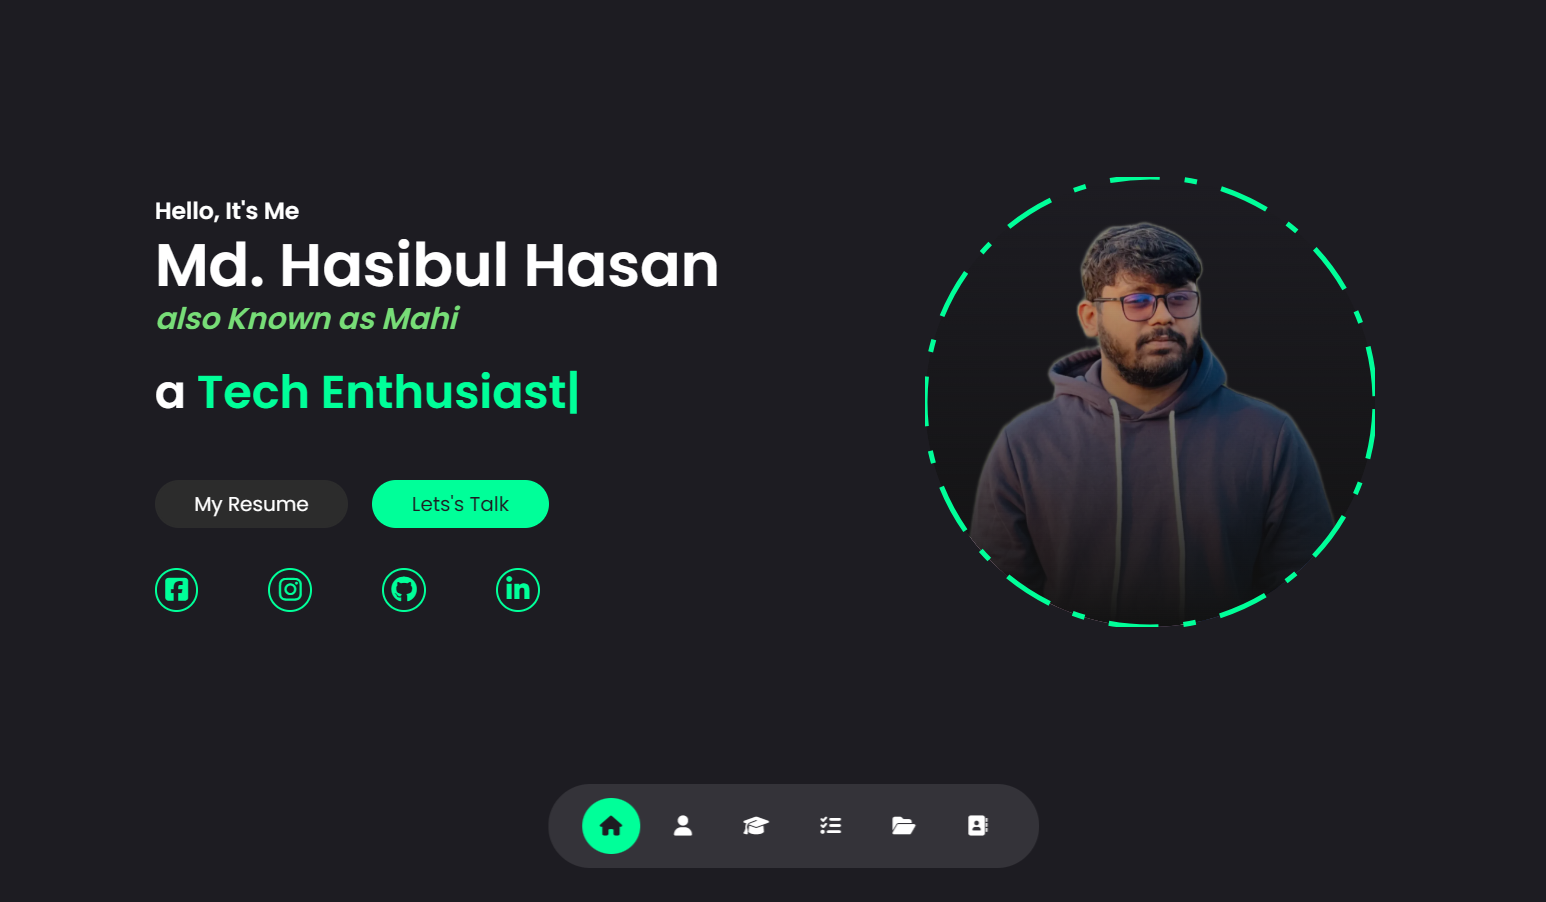 Hello, It's Me
Md. Hasibul Hasan
also Known as Mahi
a Tech Enthusiast|
My Resume
Lets's Talk